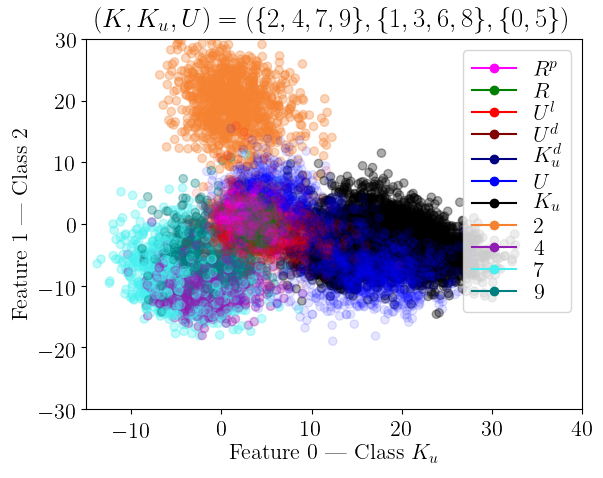 (K, K_u, U) = ({2, 4, 7, 9}, {1, 3, 6, 8}, {0, 5})
30
20
10
0
−10
−20
−30
Feature 1 — Class 2
R^p
R
U^l
U^d
K_u^d
U
K_u
2
4
7
9
−10
0
10
20
30
40
Feature 0 — Class K_u